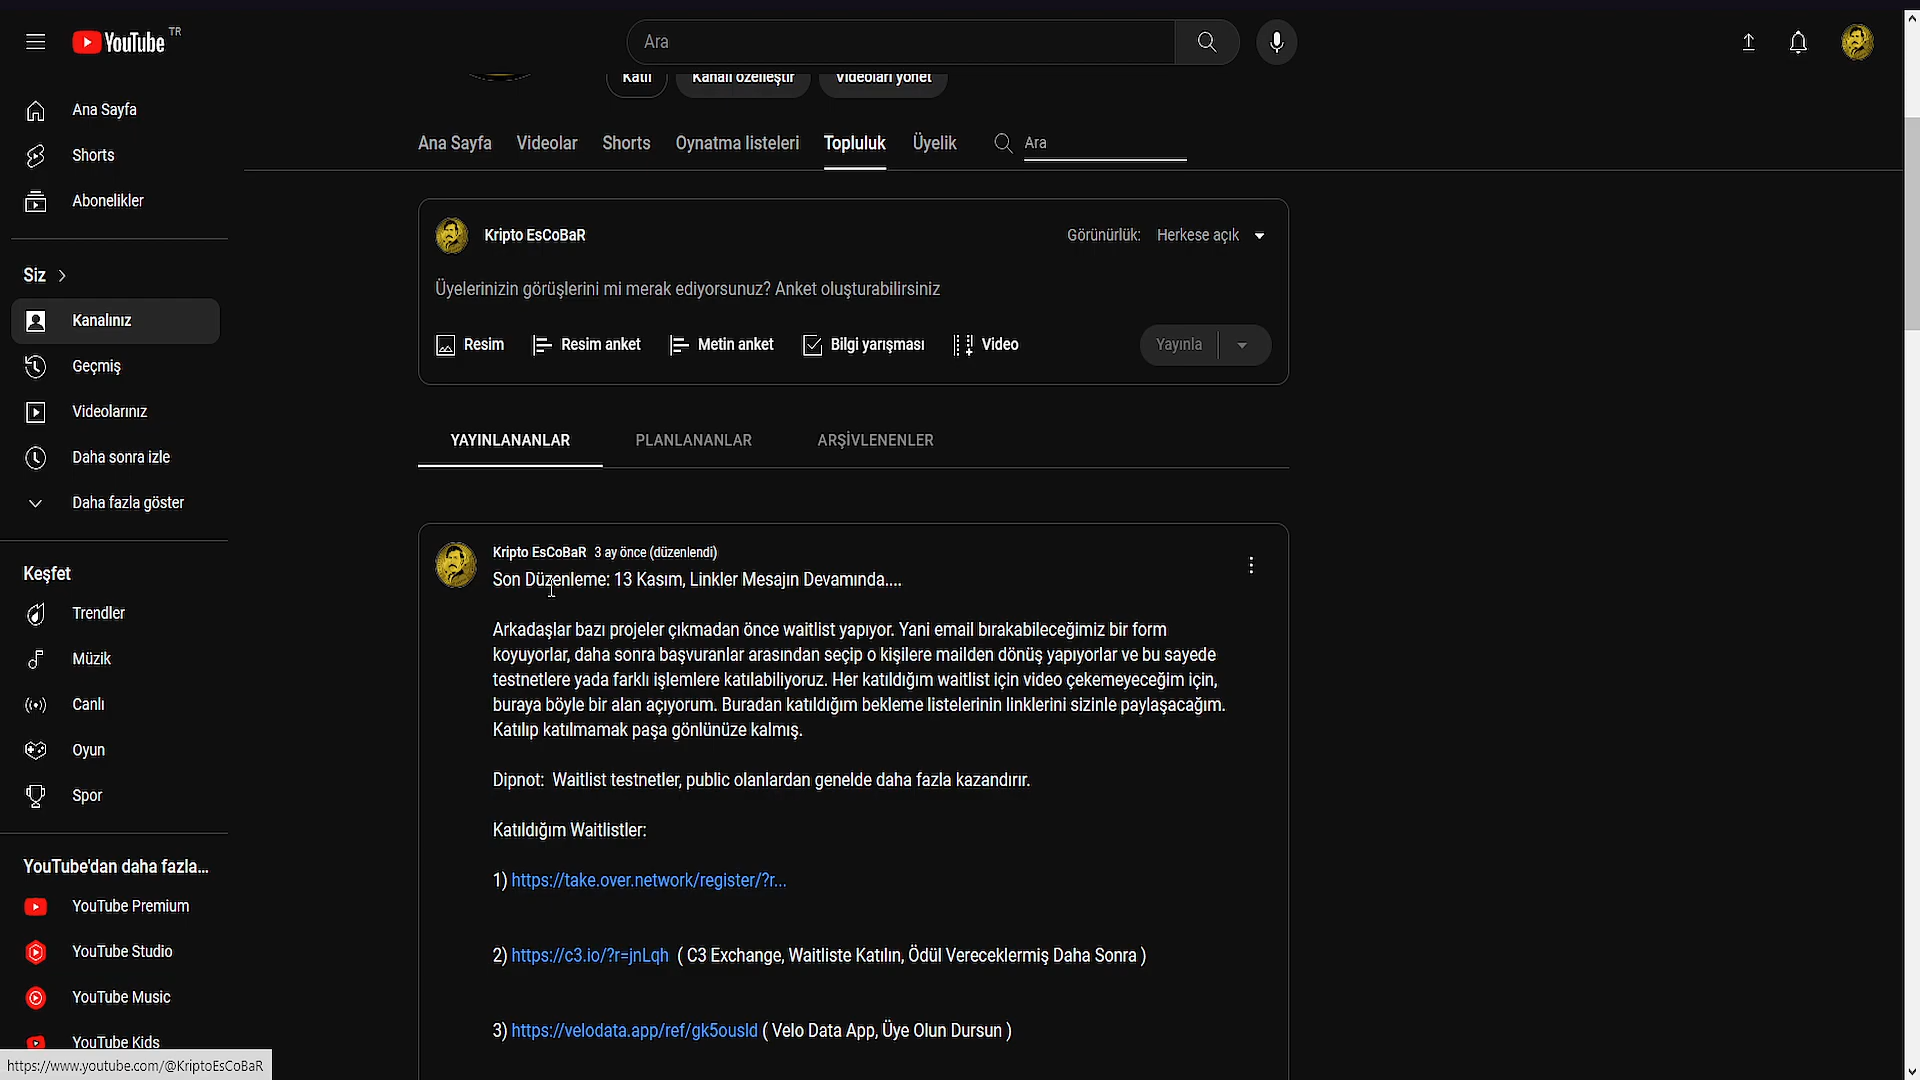 YouTube TR
Ara
Katıl
Kanalı özelleştir
Videoları yönet
Ana Sayfa
Shorts
Abonelikler
Siz
Kanalınız
Geçmiş
Videolarınız
Daha sonra izle
Daha fazla göster
Keşfet
Trendler
Müzik
Canlı
Oyun
Spor
YouTube'dan daha fazla...
YouTube Premium
YouTube Studio
YouTube Music
YouTube Kids
https://www.youtube.com/@KriptoEsCoBaR
Ana Sayfa Videolar Shorts Oynatma listeleri Topluluk Üyelik Ara
Kripto EsCoBaR Görünürlük: Herkese açık
Üyelerinizin görüşlerini mi merak ediyorsunuz? Anket oluşturabilirsiniz
Resim Resim anket Metin anket Bilgi yarışması Video Yayınla
YAYINLANANLAR PLANLANANLAR ARŞİVLENENLER
Kripto EsCoBaR 3 ay önce (düzenlendi)
Son Düzenleme: 13 Kasım, Linkler Mesajın Devamında....
Arkadaşlar bazı projeler çıkmadan önce waitlist yapıyor. Yani email bırakabileceğimiz bir form
koyuyorlar, daha sonra başvuranlar arasından seçip o kişilere mailden dönüş yapıyorlar ve bu sayede
testnetlere yada farklı işlemlere katılabiliyoruz. Her katıldığım waitlist için video çekemeyeceğim için,
buraya böyle bir alan açıyorum. Buradan katıldığım bekleme listelerinin linklerini sizinle paylaşacağım.
Katılıp katılmamak paşa gönlünüze kalmış.
Dipnot: Waitlist testnetler, public olanlardan genelde daha fazla kazandırır.
Katıldığım Waitlistler:
1) https://take.over.network/register/?r...
2) https://c3.io/?r=jnLqh ( C3 Exchange, Waitliste Katılın, Ödül Vereceklermiş Daha Sonra )
3) https://velodata.app/ref/gk5ousld ( Velo Data App, Üye Olun Dursun )